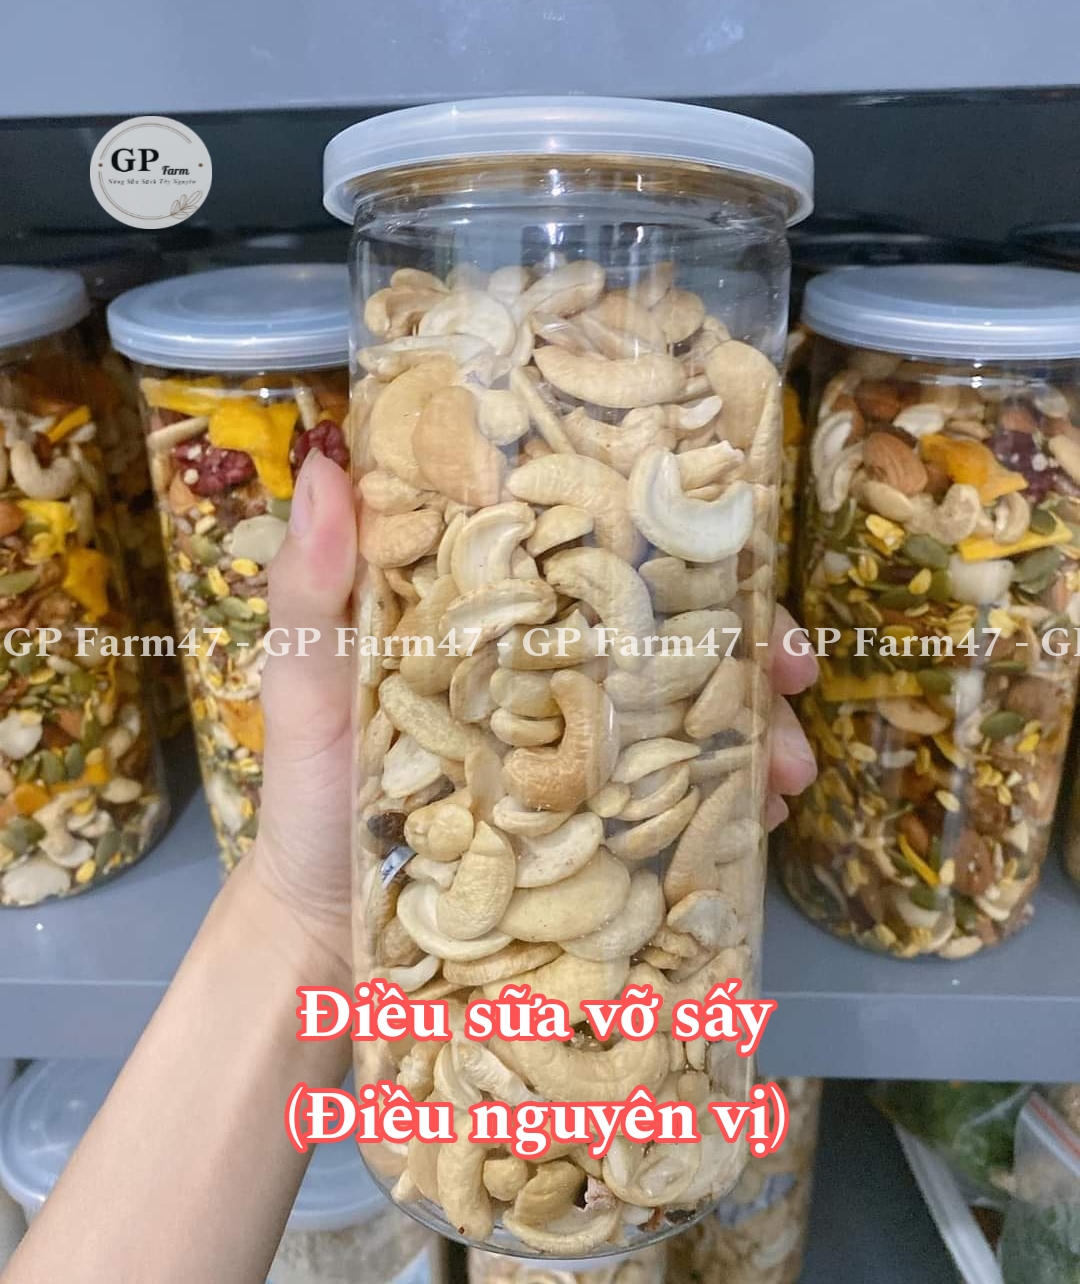 GP Farm
Nông Sản Sạch Tây Nguyên
GP Farm47 - GP Farm47 - GP Farm47 - GP Farm47 - GP
Điều sữa vỡ sấy
(Điều nguyên vị)